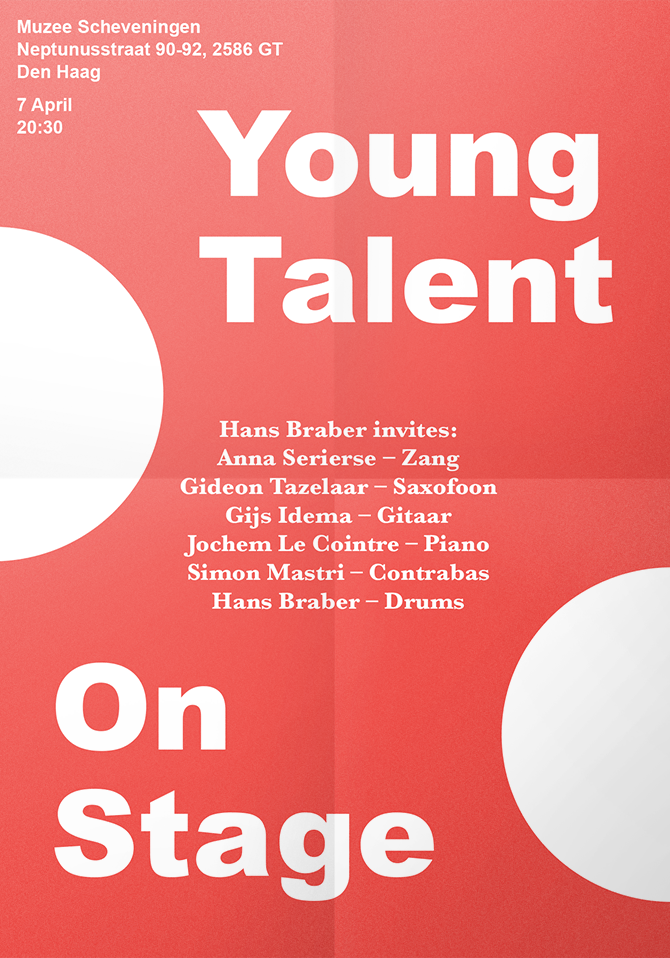 Muzee Scheveningen
Neptunusstraat 90-92, 2586 GT
Den Haag
7 April
20:30
Young
Talent
Hans Braber invites:
Anna Serierse – Zang
Gideon Tazelaar – Saxofoon
Gijs Idema – Gitaar
Jochem Le Cointre – Piano
Simon Mastri – Contrabas
Hans Braber – Drums
On
Stage